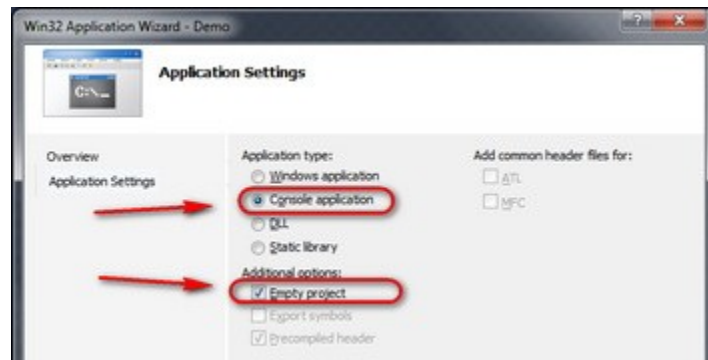 Win32 Application Wizard - Demo
C:\_
Application Settings
Overview
Application Settings
Application type:
Windows application
Console application
DLL
Static library
Additional options:
Empty project
Export symbols
Precompiled header
Add common header files for:
ATL
MFC